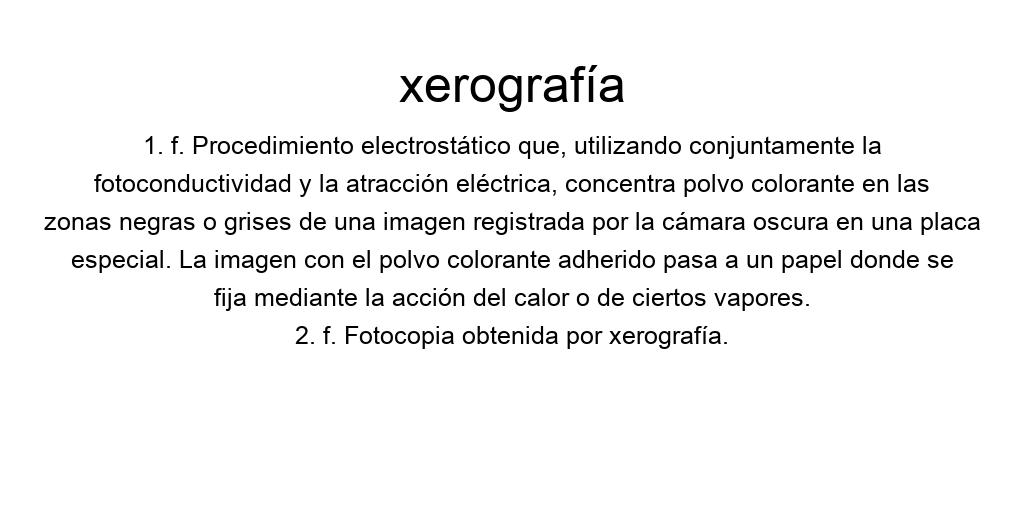 xerografía
1. f. Procedimiento electrostático que, utilizando conjuntamente la
fotoconductividad y la atracción eléctrica, concentra polvo colorante en las
zonas negras o grises de una imagen registrada por la cámara oscura en una placa
especial. La imagen con el polvo colorante adherido pasa a un papel donde se
fija mediante la acción del calor o de ciertos vapores.
2. f. Fotocopia obtenida por xerografía.